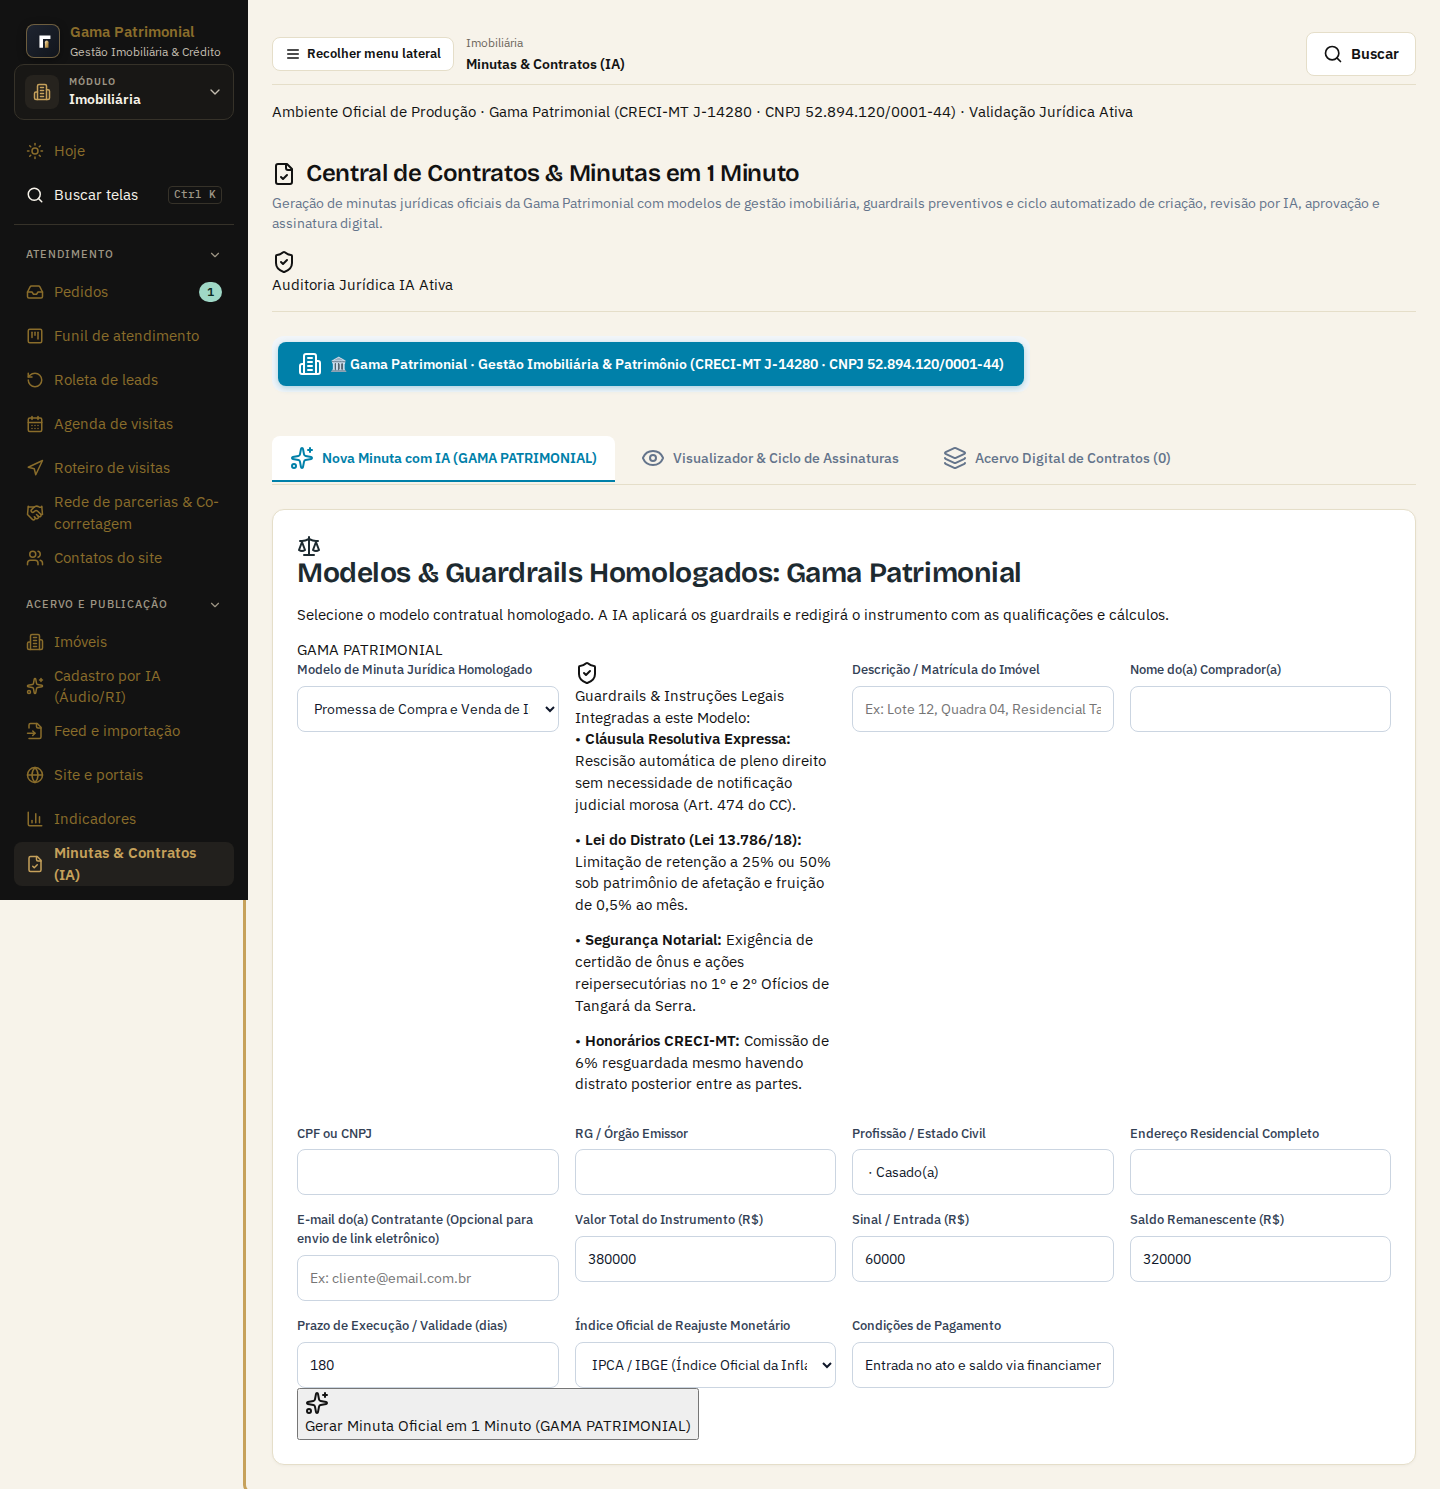 Gama Patrimonial
Gestão Imobiliária & Crédito
MÓDULO
Imobiliária
Hoje
Buscar telas
Ctrl K
ATENDIMENTO
Pedidos
1
Funil de atendimento
Roleta de leads
Agenda de visitas
Roteiro de visitas
Rede de parcerias & Co-
corretagem
Contatos do site
ACERVO E PUBLICAÇÃO
Imóveis
Cadastro por IA
(Áudio/RI)
Feed e importação
Site e portais
Indicadores
Minutas & Contratos
(IA)
Recolher menu lateral
Imobiliária
Minutas & Contratos (IA)
Buscar
Ambiente Oficial de Produção · Gama Patrimonial (CRECI-MT J-14280 · CNPJ 52.894.120/0001-44) · Validação Jurídica Ativa
Central de Contratos & Minutas em 1 Minuto
Geração de minutas jurídicas oficiais da Gama Patrimonial com modelos de gestão imobiliária, guardrails preventivos e ciclo automatizado de criação, revisão por IA, aprovação e
assinatura digital.
Auditoria Jurídica IA Ativa
🏛️ Gama Patrimonial · Gestão Imobiliária & Patrimônio (CRECI-MT J-14280 · CNPJ 52.894.120/0001-44)
Nova Minuta com IA (GAMA PATRIMONIAL)
Visualizador & Ciclo de Assinaturas
Acervo Digital de Contratos (0)
Modelos & Guardrails Homologados: Gama Patrimonial
Selecione o modelo contratual homologado. A IA aplicará os guardrails e redigirá o instrumento com as qualificações e cálculos.
GAMA PATRIMONIAL
Modelo de Minuta Jurídica Homologado
Promessa de Compra e Venda de I
Guardrails & Instruções Legais
Integradas a este Modelo:
• Cláusula Resolutiva Expressa:
Rescisão automática de pleno direito
sem necessidade de notificação
judicial morosa (Art. 474 do CC).
• Lei do Distrato (Lei 13.786/18):
Limitação de retenção a 25% ou 50%
sob patrimônio de afetação e fruição
de 0,5% ao mês.
• Segurança Notarial: Exigência de
certidão de ônus e ações
reipersecutórias no 1º e 2º Ofícios de
Tangará da Serra.
• Honorários CRECI-MT: Comissão de
6% resguardada mesmo havendo
distrato posterior entre as partes.
Descrição / Matrícula do Imóvel
Ex: Lote 12, Quadra 04, Residencial Ta
Nome do(a) Comprador(a)
CPF ou CNPJ
RG / Órgão Emissor
Profissão / Estado Civil
· Casado(a)
Endereço Residencial Completo
E-mail do(a) Contratante (Opcional para
envio de link eletrônico)
Ex: cliente@email.com.br
Valor Total do Instrumento (R$)
380000
Sinal / Entrada (R$)
60000
Saldo Remanescente (R$)
320000
Prazo de Execução / Validade (dias)
180
Índice Oficial de Reajuste Monetário
IPCA / IBGE (Índice Oficial da Infla
Condições de Pagamento
Entrada no ato e saldo via financiamen
Gerar Minuta Oficial em 1 Minuto (GAMA PATRIMONIAL)